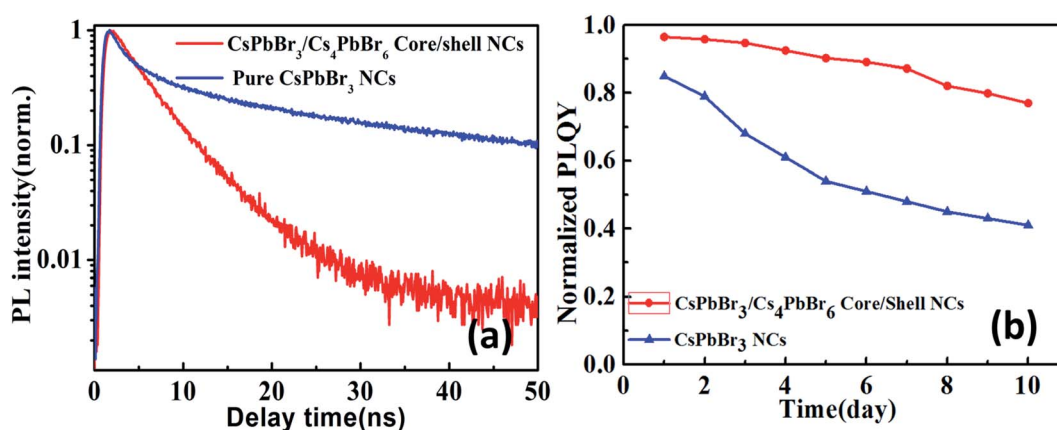 PL intensity(norm.)
1
0.1
0.01
CsPbBr₃/Cs₄PbBr₆ Core/shell NCs
Pure CsPbBr₃ NCs
(a)
0 10 20 30 40 50
Delay time(ns)
Normalized PLQY
1.0
0.8
0.6
0.4
0.2
0.0
CsPbBr₃/Cs₄PbBr₆ Core/Shell NCs
CsPbBr₃ NCs
(b)
0 2 4 6 8 10
Time(day)